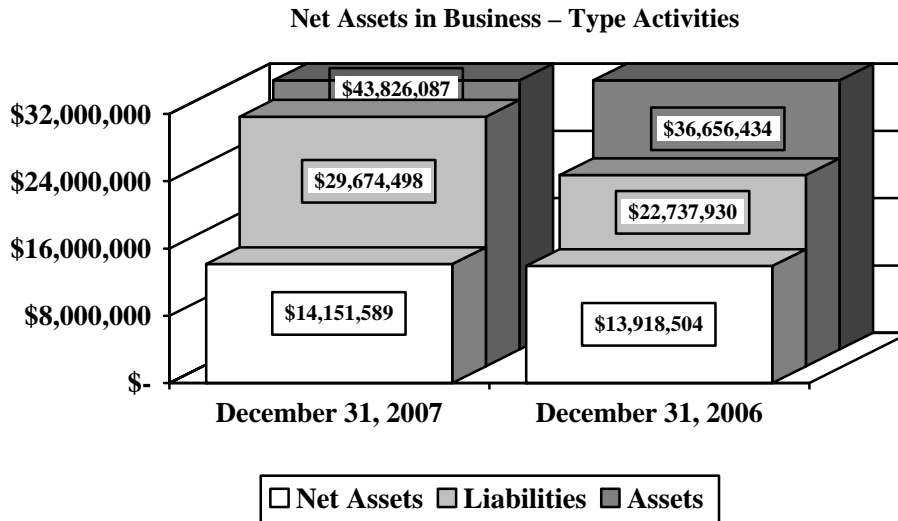 Net Assets in Business – Type Activities
$32,000,000
$24,000,000
$16,000,000
$8,000,000
$-
$43,826,087
$36,656,434
$29,674,498
$22,737,930
$14,151,589
$13,918,504
December 31, 2007
December 31, 2006
Net Assets
Liabilities
Assets